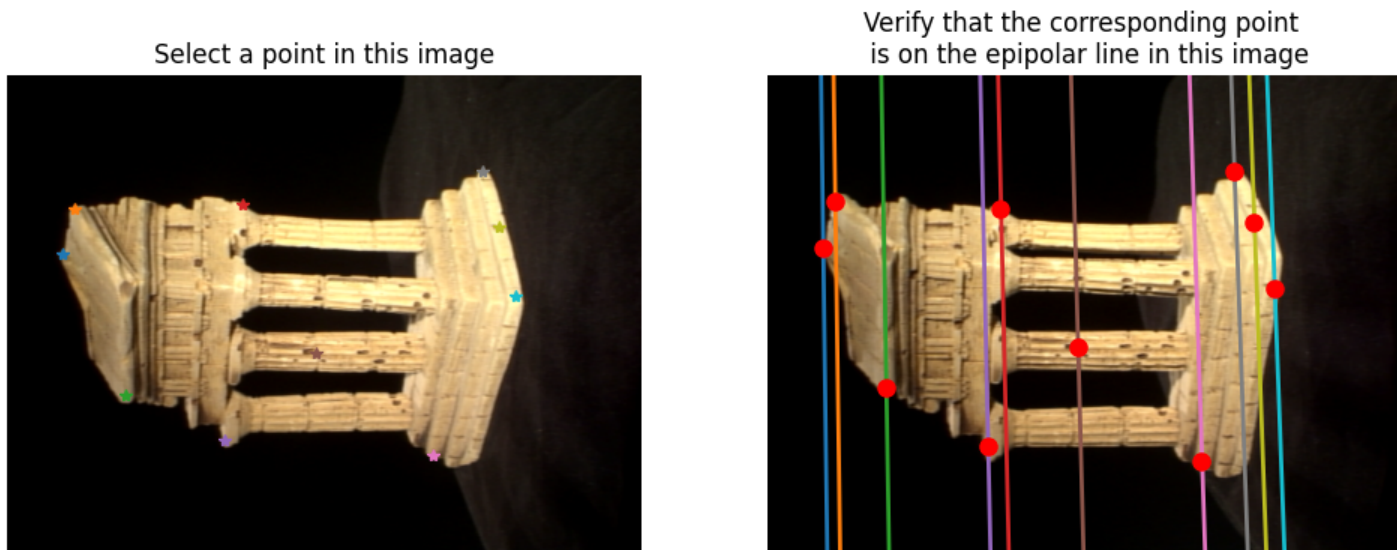 Select a point in this image
Verify that the corresponding point
is on the epipolar line in this image